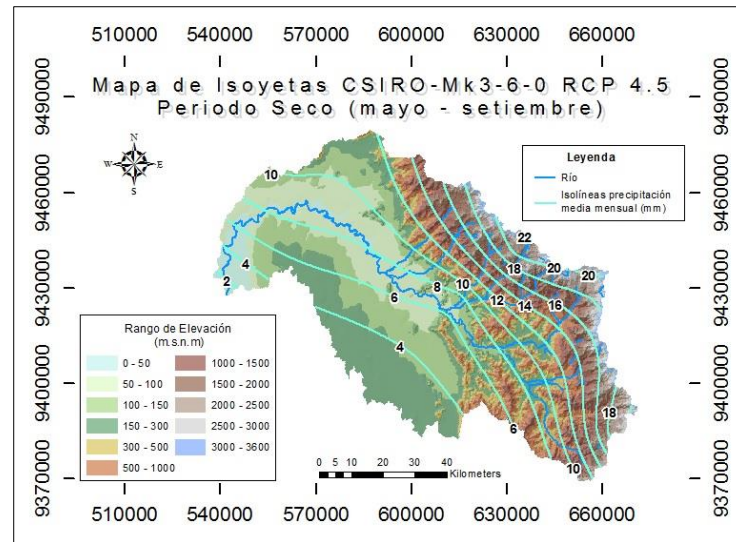 510000 540000 570000 600000 630000 660000
Mapa de Isoyetas CSIRO-Mk3-6-0 RCP 4.5
Periodo Seco (mayo - setiembre)
9490000
9460000
9430000
9400000
9370000
N
W E
S
Leyenda
Río
Isolíneas precipitación
media mensual (mm)
10
22
18 20 20
4
2
8 10
12 14 16
6
4
18
6
10
Rango de Elevación
(m.s.n.m)
0 - 50
50 - 100
100 - 150
150 - 300
300 - 500
500 - 1000
1000 - 1500
1500 - 2000
2000 - 2500
2500 - 3000
3000 - 3600
0 5 10 20 30 40
Kilometers
9490000
9460000
9430000
9400000
9370000
510000 540000 570000 600000 630000 660000